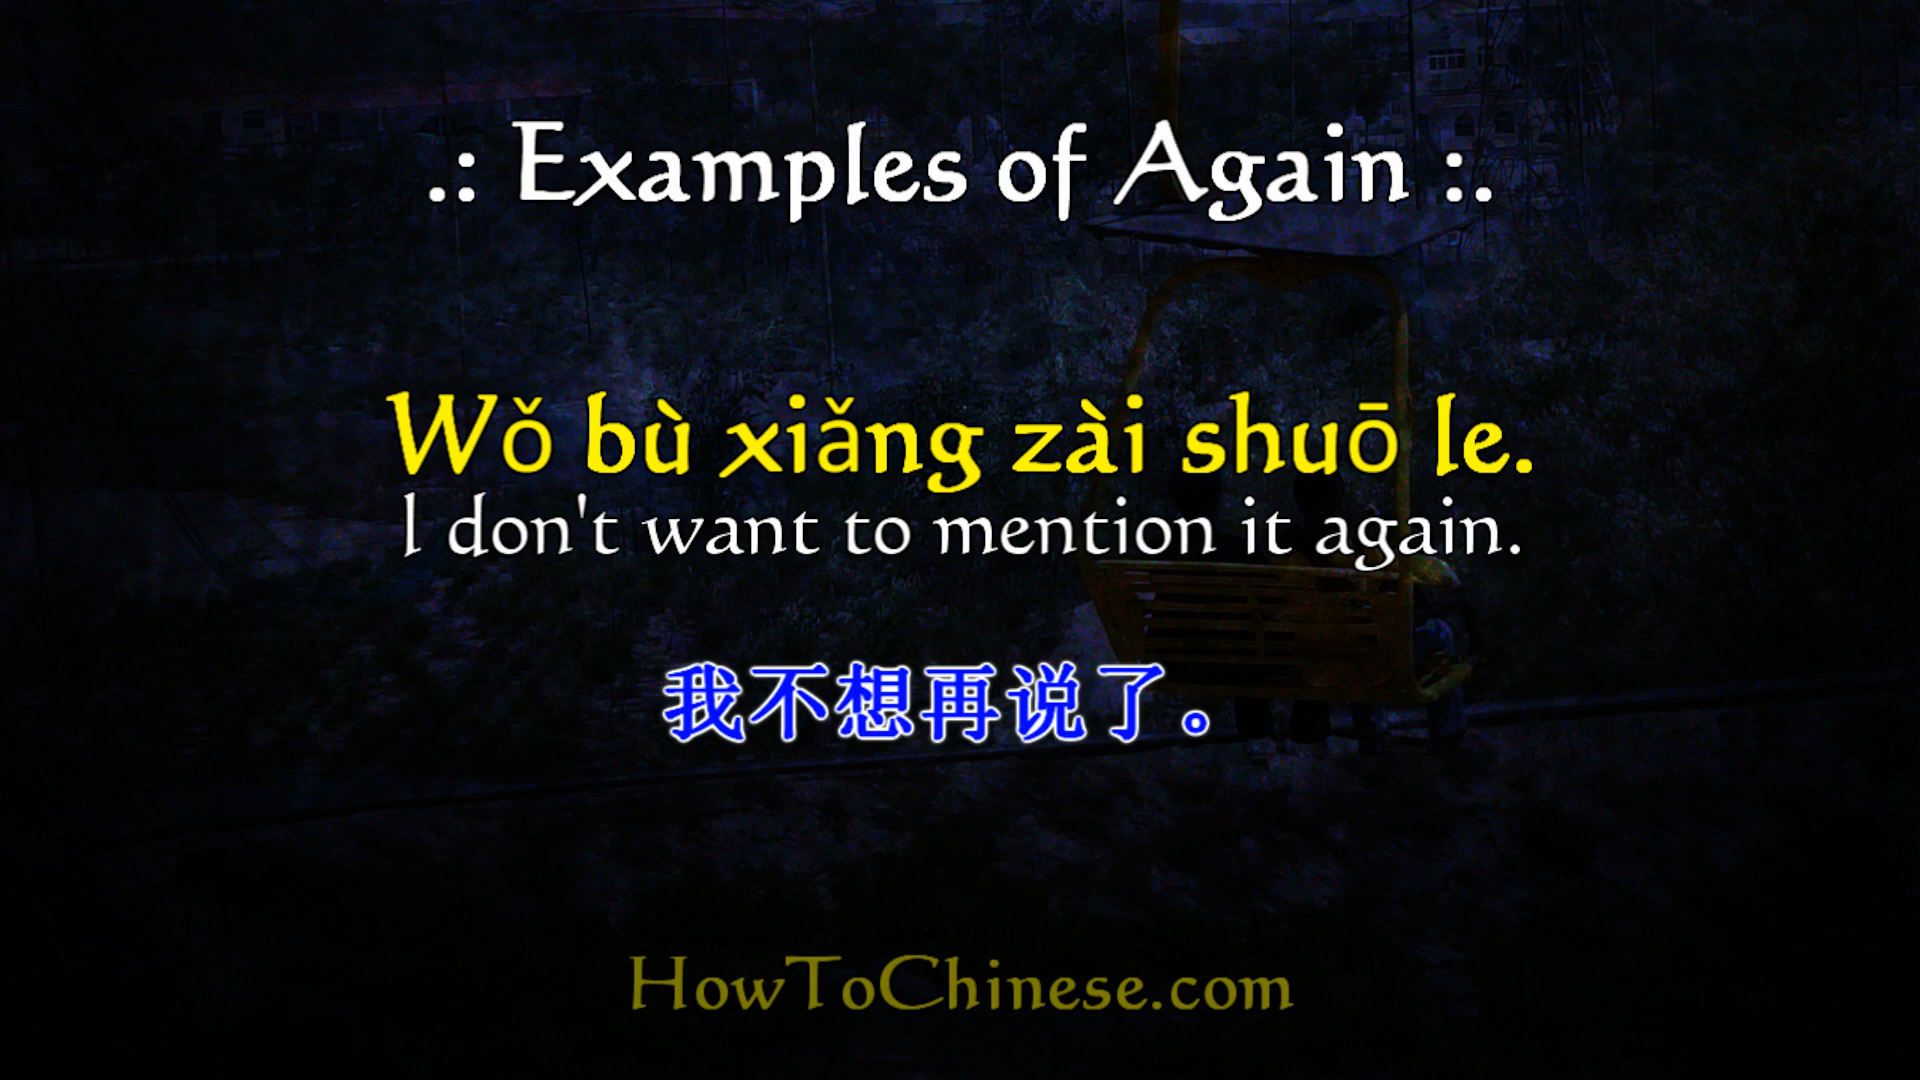 .: Examples of Again :.
Wǒ bù xiǎng zài shuō le.
I don't want to mention it again.
我不想再说了。
HowToChinese.com